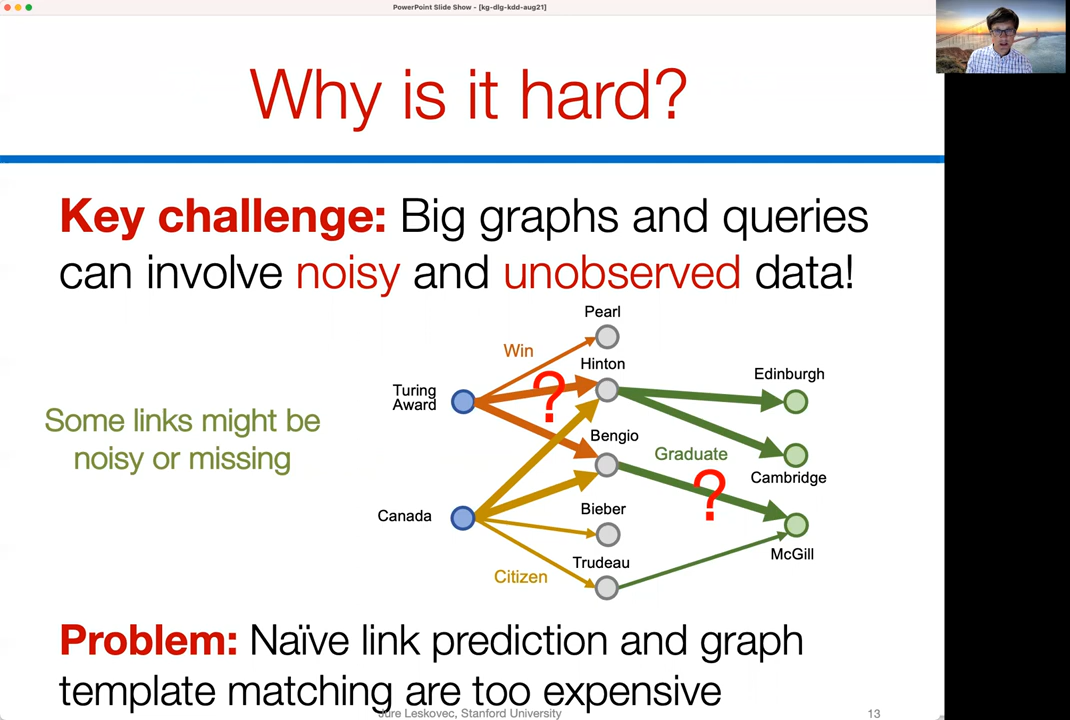 PowerPoint Slide Show - [kg-dlg-kdd-aug21]
Why is it hard?
Key challenge: Big graphs and queries
can involve noisy and unobserved data!
Pearl
Win
Hinton
Turing
Award
Edinburgh
?
Some links might be
noisy or missing
Bengio
Graduate
Cambridge
?
Canada
Bieber
McGill
Trudeau
Citizen
Problem: Naïve link prediction and graph
template matching are too expensive
Jure Leskovec, Stanford University
13